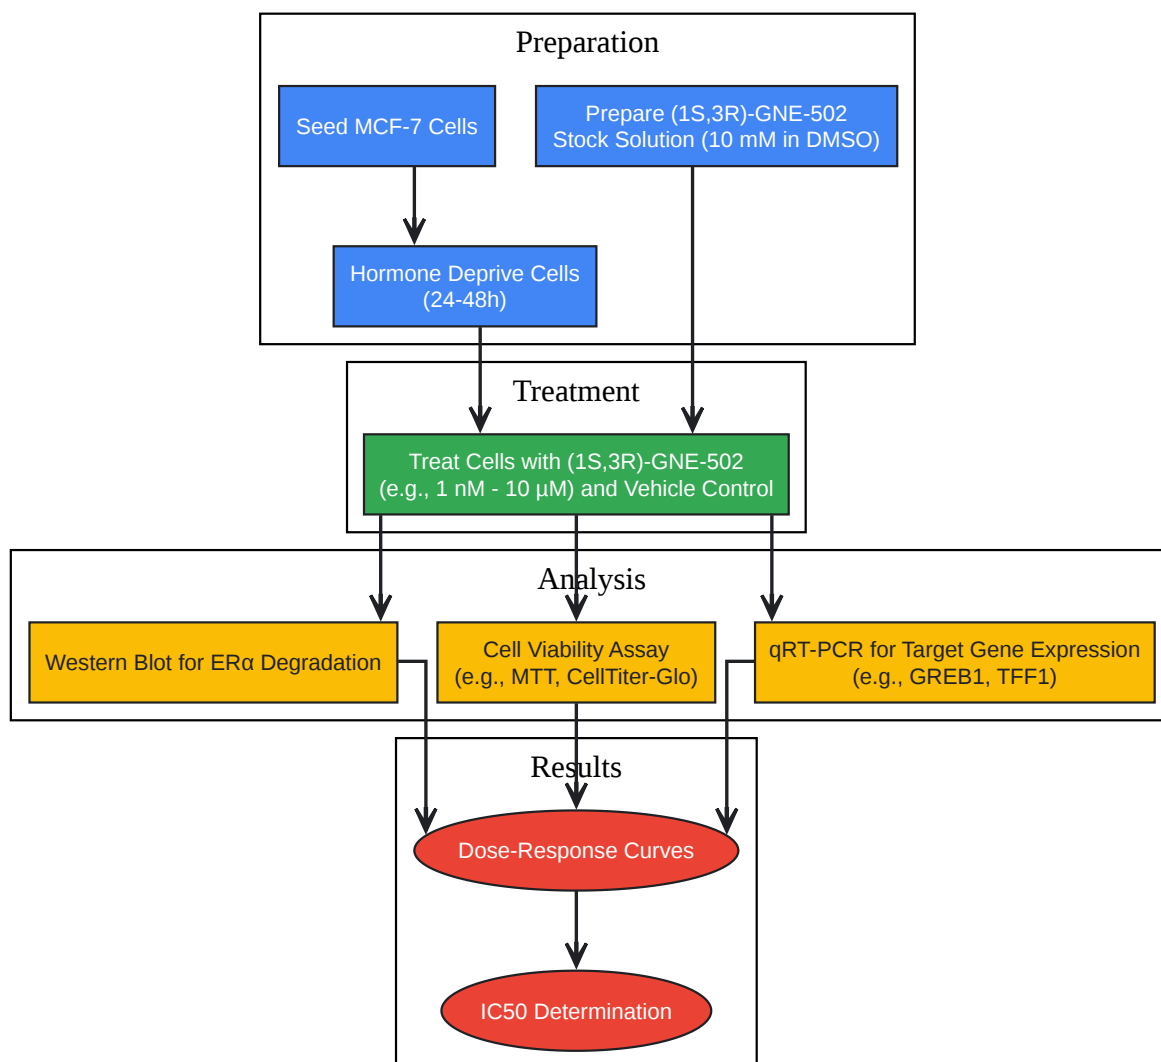 Preparation
Seed MCF-7 Cells
Prepare (1S,3R)-GNE-502
Stock Solution (10 mM in DMSO)
Hormone Deprive Cells
(24-48h)
Treatment
Treat Cells with (1S,3R)-GNE-502
(e.g., 1 nM - 10 µM) and Vehicle Control
Analysis
Western Blot for ERα Degradation
Cell Viability Assay
(e.g., MTT, CellTiter-Glo)
qRT-PCR for Target Gene Expression
(e.g., GREB1, TFF1)
Results
Dose-Response Curves
IC50 Determination